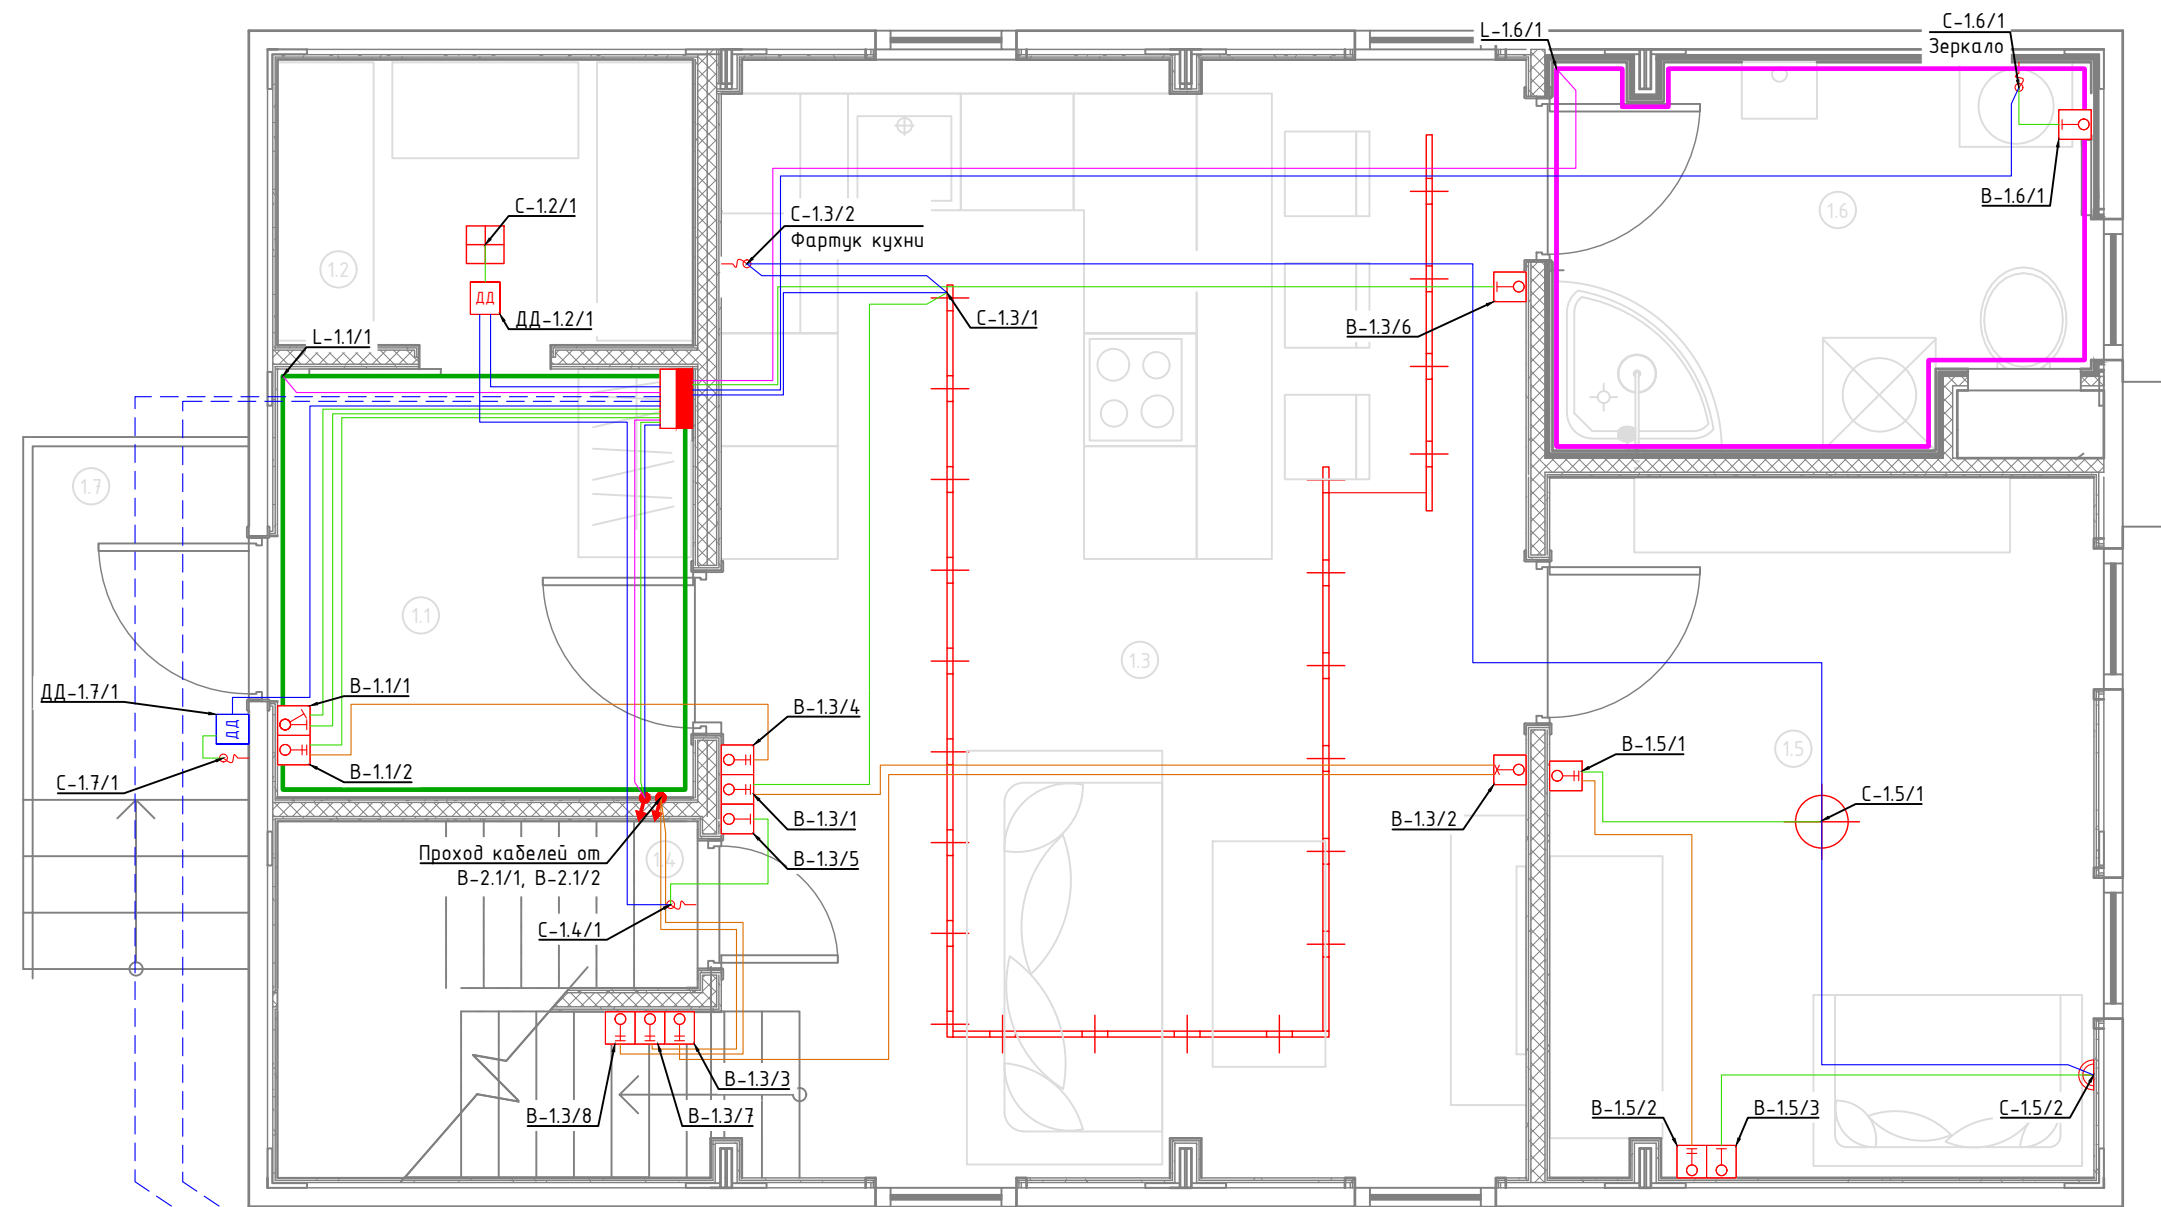 L-1.6/1
С-1.6/1
Зеркало
С-1.2/1
1.2
ДД
ДД-1.2/1
L-1.1/1
С-1.3/2
Фартук кухни
С-1.3/1
В-1.3/6
В-1.6/1
1.6
1.7
1.1
1.3
ДД-1.7/1
ДД
В-1.1/1
С-1.7/1
В-1.1/2
В-1.3/4
В-1.3/1
В-1.3/5
Проход кабелей от
В-2.1/1, В-2.1/2
1.4
С-1.4/1
В-1.3/2
В-1.5/1
1.5
С-1.5/1
В-1.3/3
В-1.3/8
В-1.3/7
В-1.5/2
В-1.5/3
С-1.5/2